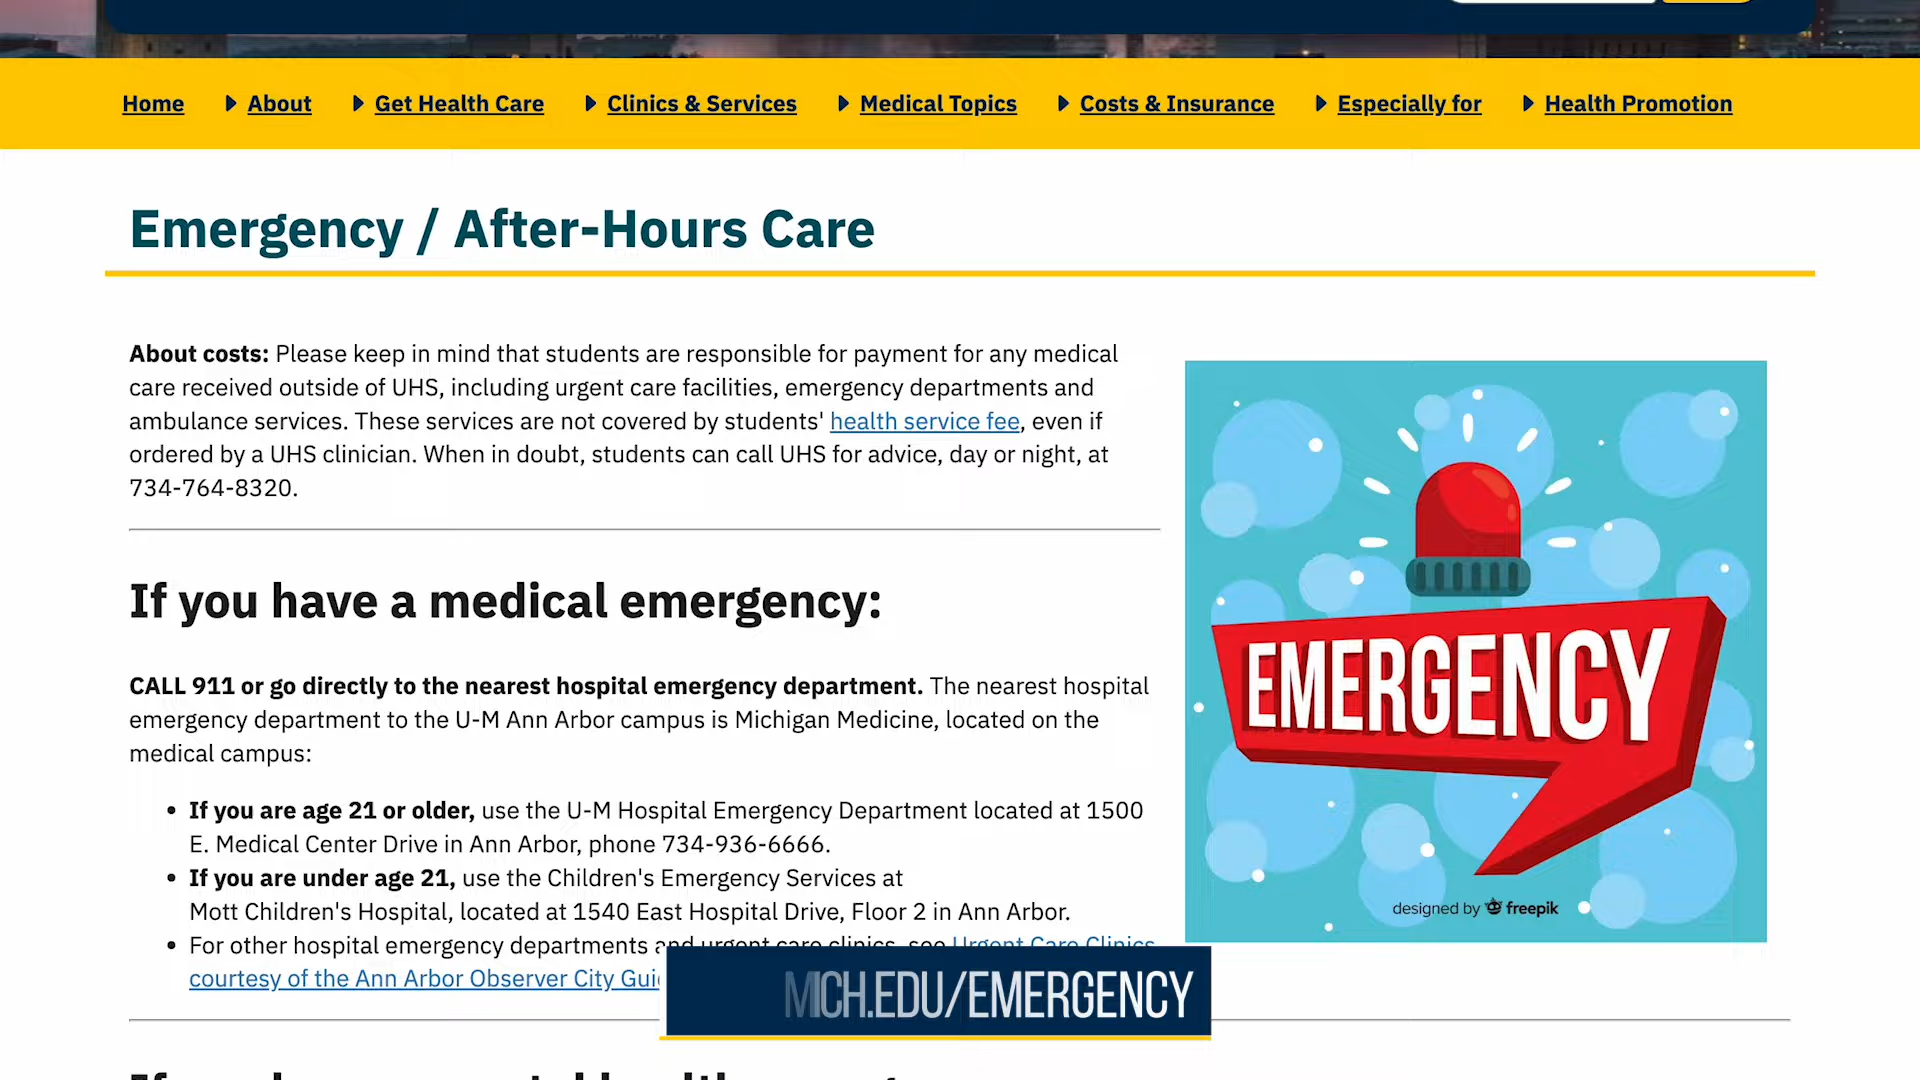 Home About Get Health Care Clinics & Services Medical Topics Costs & Insurance Especially for Health Promotion
Emergency / After-Hours Care
About costs: Please keep in mind that students are responsible for payment for any medical
care received outside of UHS, including urgent care facilities, emergency departments and
ambulance services. These services are not covered by students' health service fee, even if
ordered by a UHS clinician. When in doubt, students can call UHS for advice, day or night, at
734-764-8320.
If you have a medical emergency:
CALL 911 or go directly to the nearest hospital emergency department. The nearest hospital
emergency department to the U-M Ann Arbor campus is Michigan Medicine, located on the
medical campus:
• If you are age 21 or older, use the U-M Hospital Emergency Department located at 1500
E. Medical Center Drive in Ann Arbor, phone 734-936-6666.
• If you are under age 21, use the Children's Emergency Services at
Mott Children's Hospital, located at 1540 East Hospital Drive, Floor 2 in Ann Arbor.
• For other hospital emergency departments and urgent care clinics, see Urgent Care Clinics
courtesy of the Ann Arbor Observer City
EMERGENCY
designed by freepik
MICH.EDU/EMERGENCY